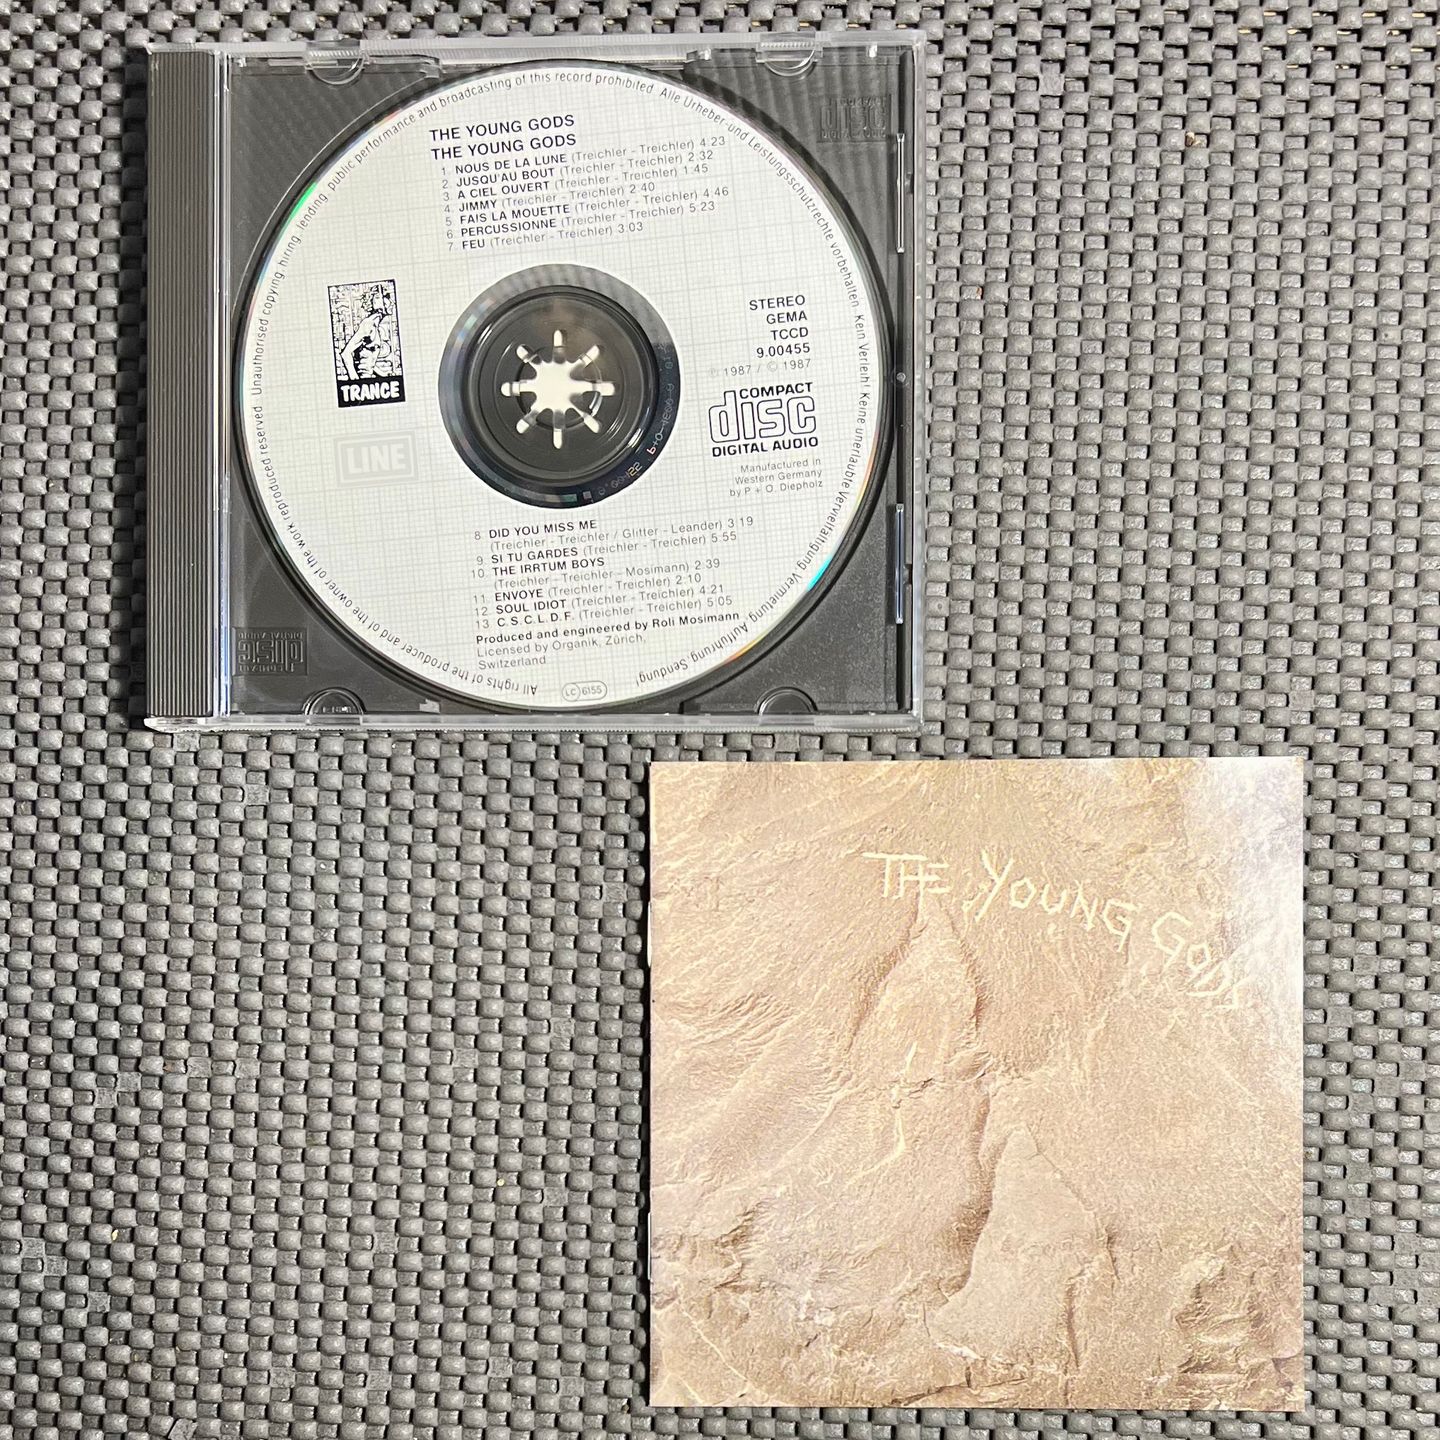 THE YOUNG GODS
THE YOUNG GODS
1. NOUS DE LA LUNE (Treichler - Treichler) 4:23
2. JUSQU'AU BOUT (Treichler - Treichler) 2:32
3. A CIEL OUVERT (Treichler - Treichler) 1:45
4. JIMMY (Treichler - Treichler) 2:40
5. FAIS LA MOUETTE (Treichler - Treichler) 4:46
6. PERCUSSIONNE (Treichler - Treichler) 5:23
7. FEU (Treichler - Treichler) 3:03
TRANCE
LINE
STEREO
GEMA
TCCD
9.00455
℗ 1987 / © 1987
COMPACT
disc
DIGITAL AUDIO
Manufactured in
Western Germany
by P + O, Diepholz
8. DID YOU MISS ME
(Treichler - Treichler / Glitter - Leander) 3:19
9. SI TU GARDES (Treichler - Treichler) 5:55
10. THE IRRTUM BOYS
(Treichler - Treichler - Mosimann) 2:39
11. ENVOYE (Treichler - Treichler) 2:10
12. SOUL IDIOT (Treichler - Treichler) 4:21
13. C.S.C.L.D.F. (Treichler - Treichler) 5:05
Produced and engineered by Roli Mosimann
Licensed by Organik, Zürich,
Switzerland
LC 6155
All rights of the producer and of the owner of the work reproduced reserved. Unauthorised copying, hiring, lending, public performance and broadcasting of this record prohibited. Alle Urheber- und Leistungsschutzrechte vorbehalten. Kein Verleih! Keine unerlaubte Vervielfältigung, Vermietung, Aufführung, Sendung!
COMPACT
disc
DIGITAL AUDIO
THE YOUNG GODS